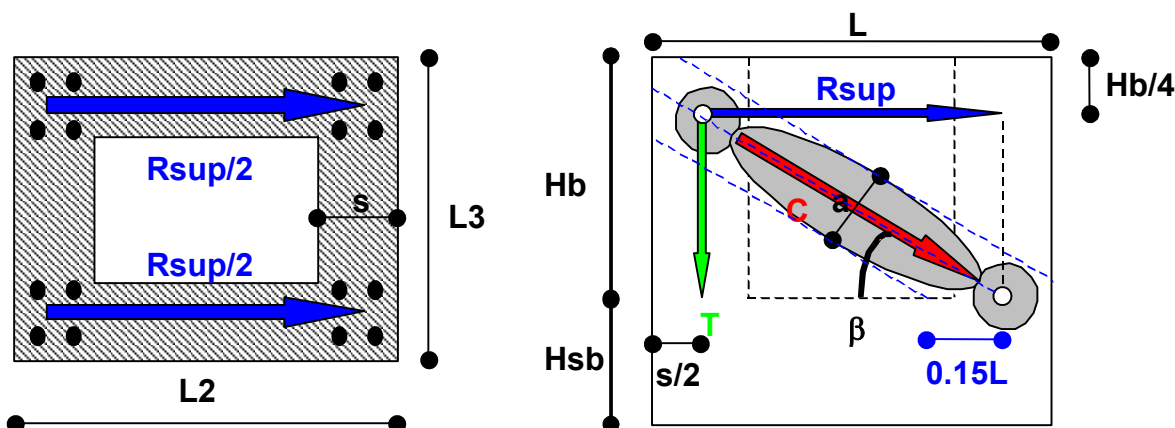 Rsup/2
s
L3
Rsup/2
L2
L
Hb/4
Rsup
Hb
a
C
T
β
Hsb
s/2
0.15L